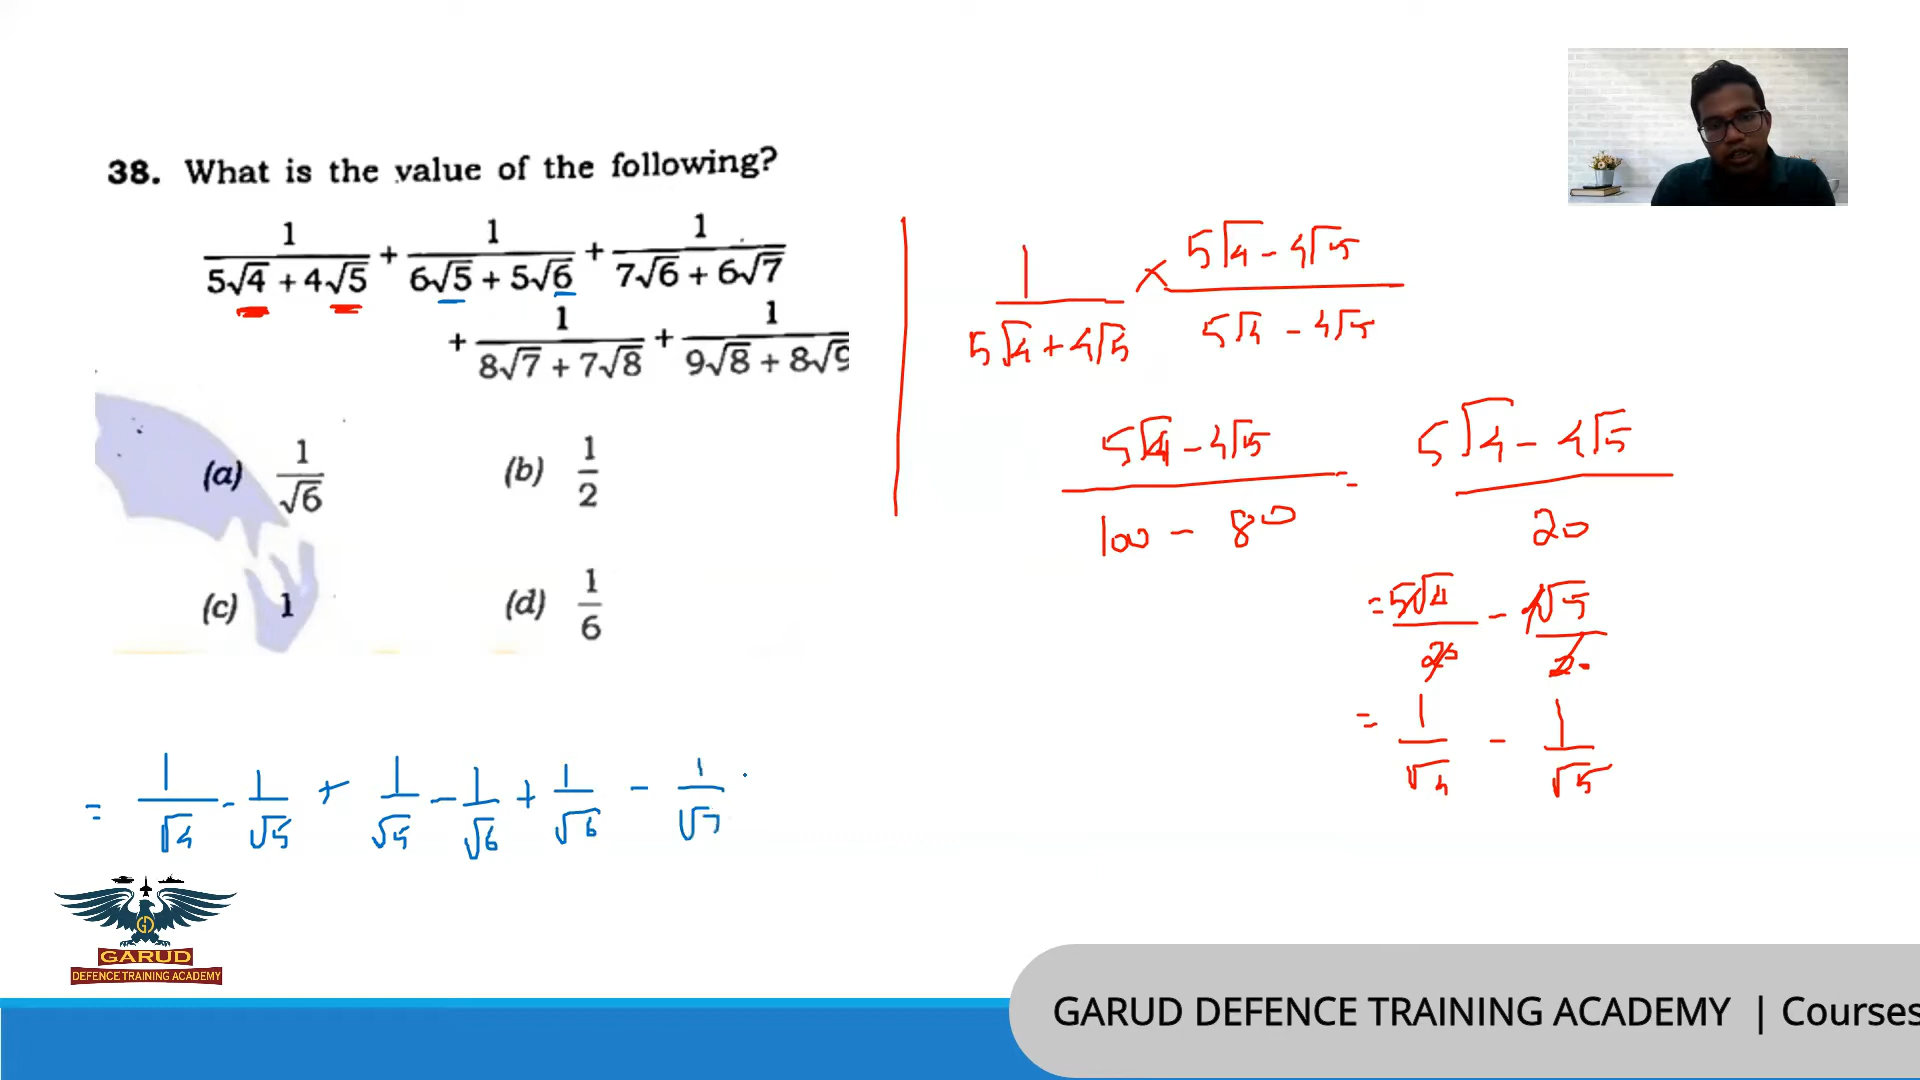 38. What is the value of the following?
1/(5√4 + 4√5) + 1/(6√5 + 5√6) + 1/(7√6 + 6√7)
+ 1/(8√7 + 7√8) + 1/(9√8 + 8√9
(a) 1/√6
(b) 1/2
(c) 1
(d) 1/6
1/(5√4 + 4√5) × (5√4 - 4√5)/(5√4 - 4√5)
(5√4 - 4√5)/(100 - 80) = (5√4 - 4√5)/20
= 5√4/20 - 4√5/20
= 1/√4 - 1/√5
= 1/√4 - 1/√5 + 1/√5 - 1/√6 + 1/√6 - 1/√7
GD
GARUD
DEFENCE TRAINING ACADEMY
GARUD DEFENCE TRAINING ACADEMY | Courses